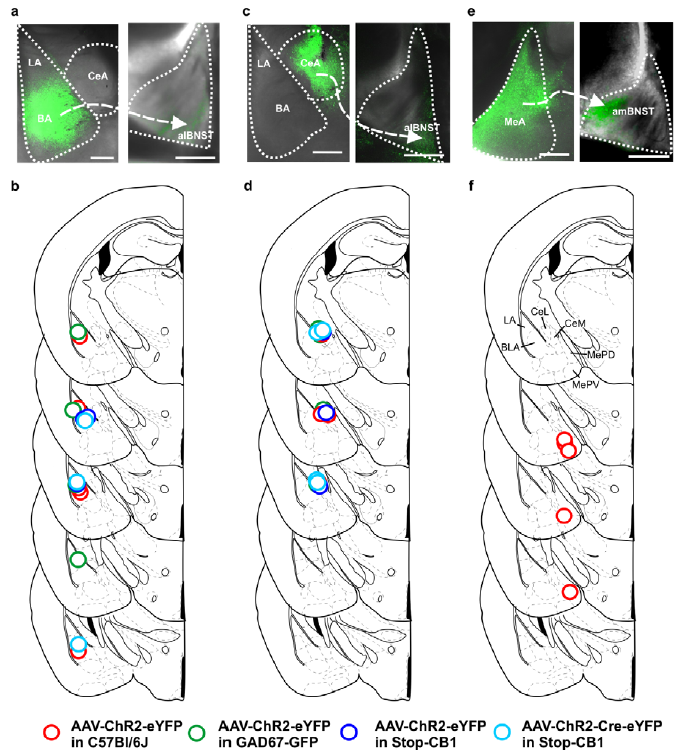 a
c
e
LA
CeA
BA
alBNST
LA
CeA
BA
alBNST
MeA
amBNST
b
d
f
LA
CeL
CeM
BLA
MePD
MePV
AAV-ChR2-eYFP
in C57Bl/6J
AAV-ChR2-eYFP
in GAD67-GFP
AAV-ChR2-eYFP
in Stop-CB1
AAV-ChR2-Cre-eYFP
in Stop-CB1